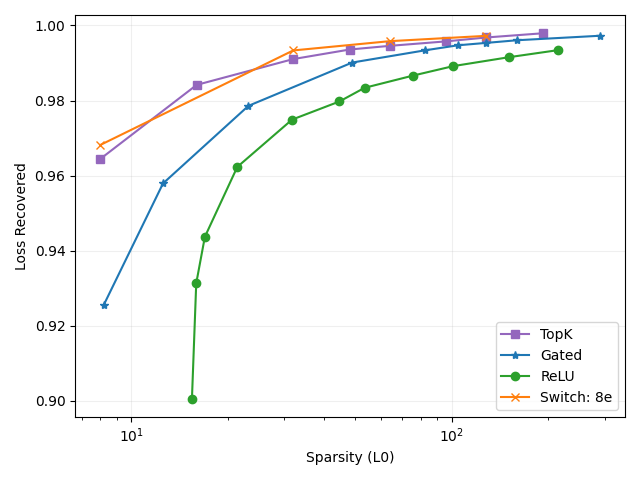 1.00
0.98
0.96
0.94
0.92
0.90
Loss Recovered
10¹
10²
Sparsity (L0)
TopK
Gated
ReLU
Switch: 8e